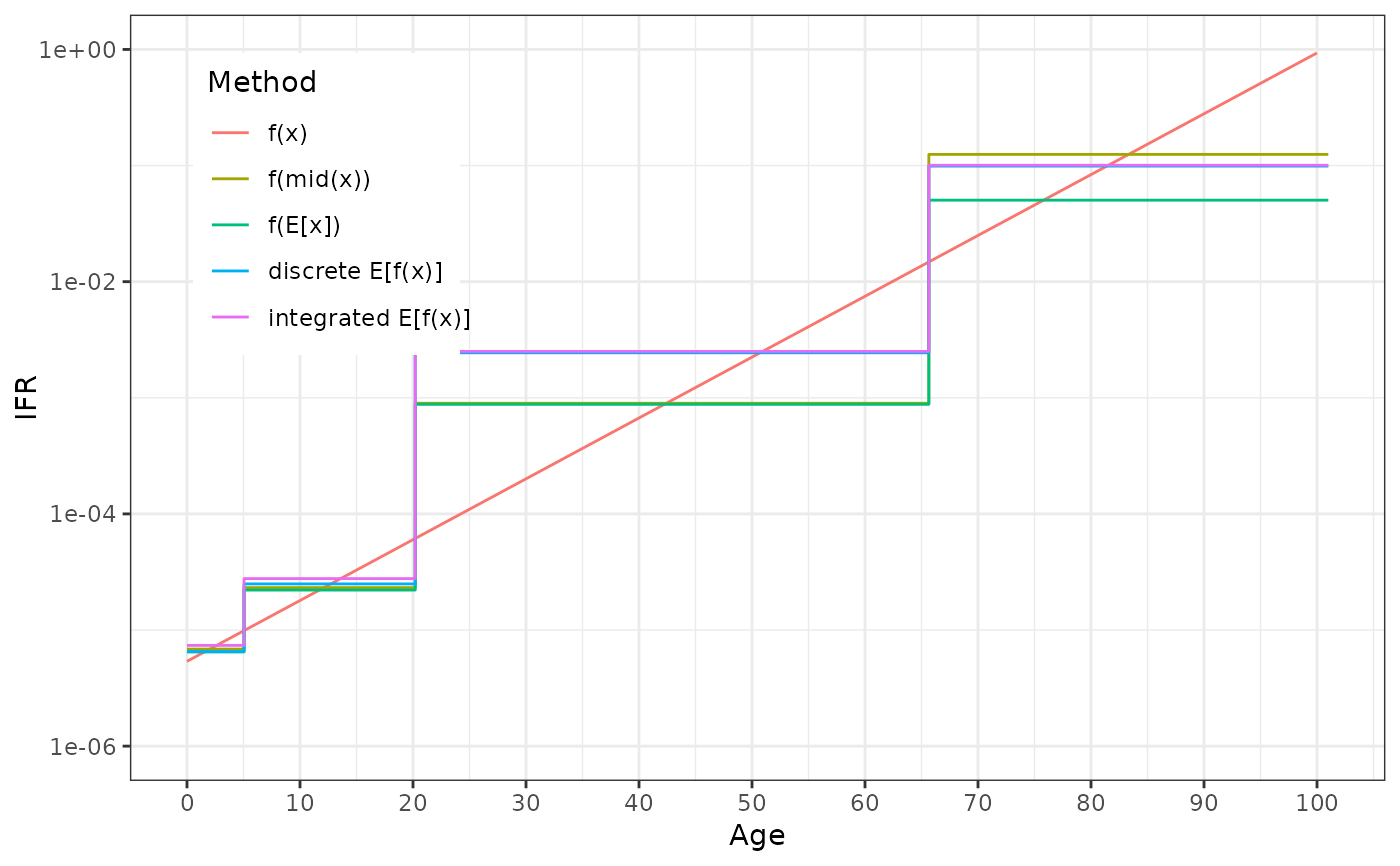 1e+00
1e-02
1e-04
1e-06
IFR
Method
f(x)
f(mid(x))
f(E[x])
discrete E[f(x)]
integrated E[f(x)]
0 10 20 30 40 50 60 70 80 90 100
Age